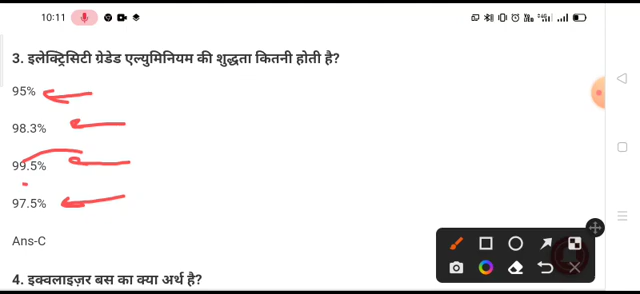 10:11
3. इलेक्ट्रिसिटी ग्रेडेड एल्युमिनियम की शुद्धता कितनी होती है?
95%
98.3%
99.5%
97.5%
Ans-C
4. इक्वलाइज़र बस का क्या अर्थ है?